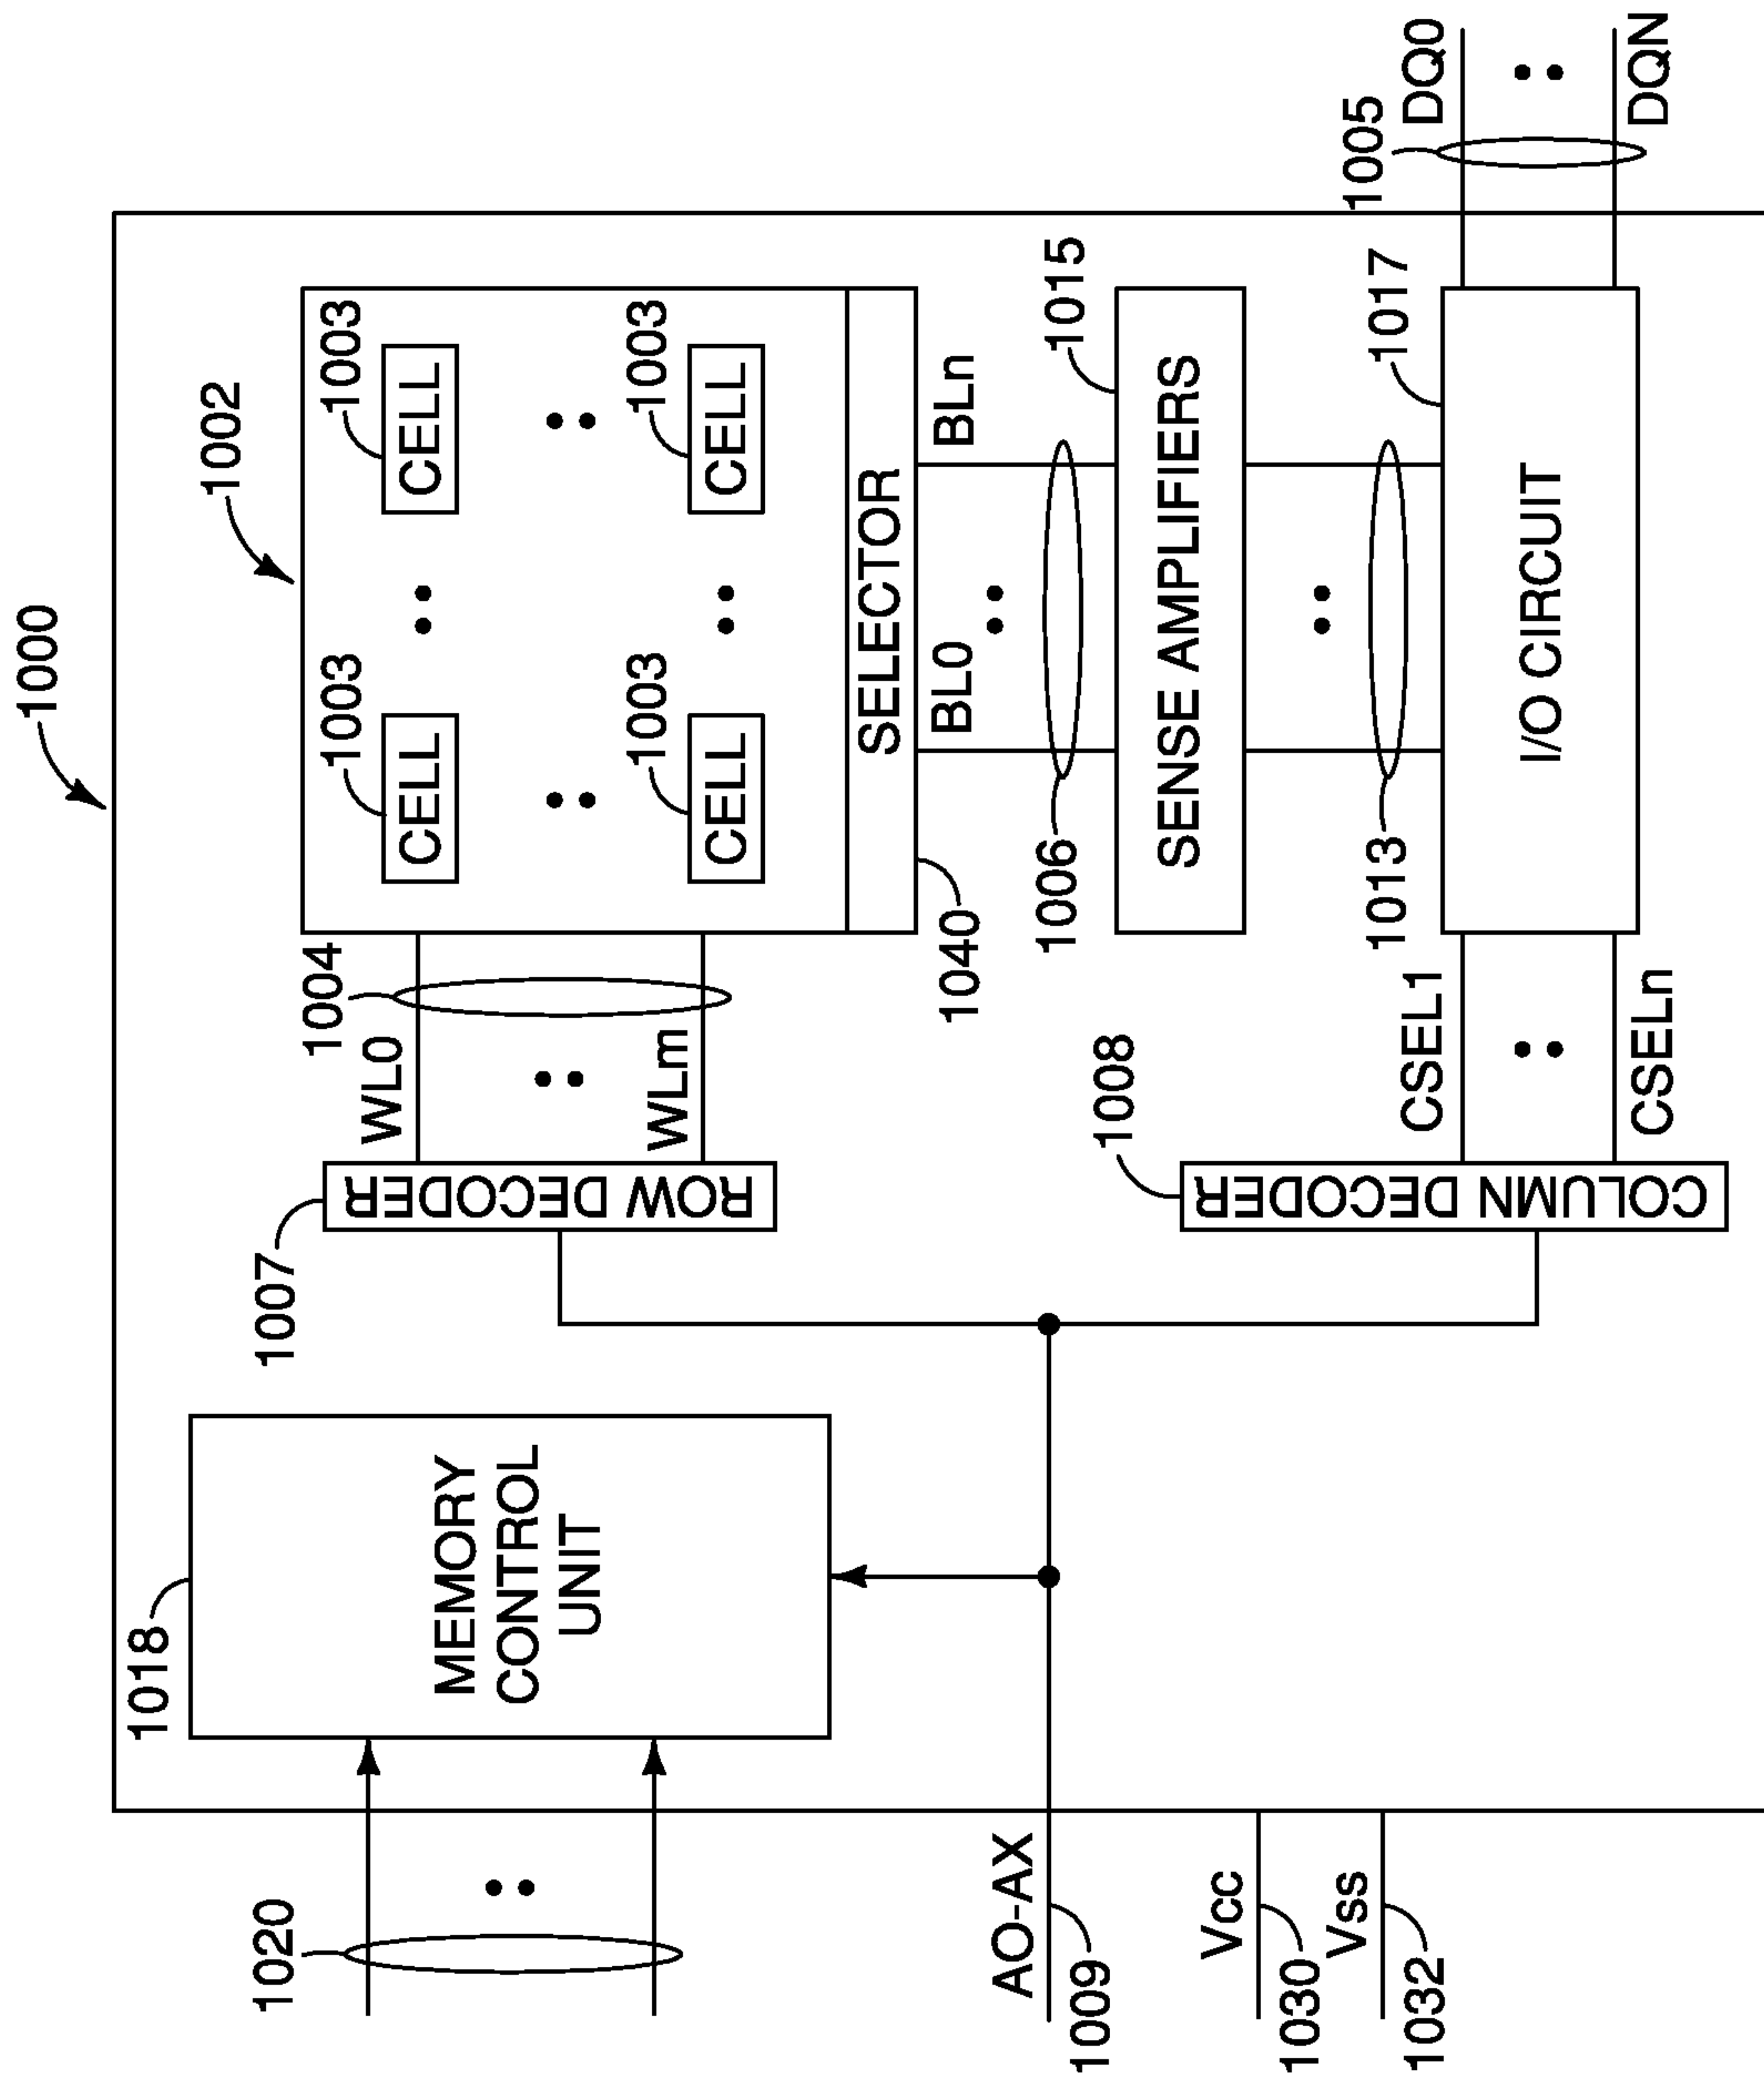 1000
1002
1018
1020
MEMORY
CONTROL
UNIT
1007
ROW DECODER
1004
WL0
WLm
1003
CELL
1003
CELL
1003
CELL
1003
CELL
SELECTOR
1040
BL0
BLn
1006
1015
SENSE AMPLIFIERS
1013
1017
I/O CIRCUIT
1008
COLUMN DECODER
CSEL1
CSELn
1005
DQ0
DQN
AO-AX
1009
Vcc
1030
Vss
1032